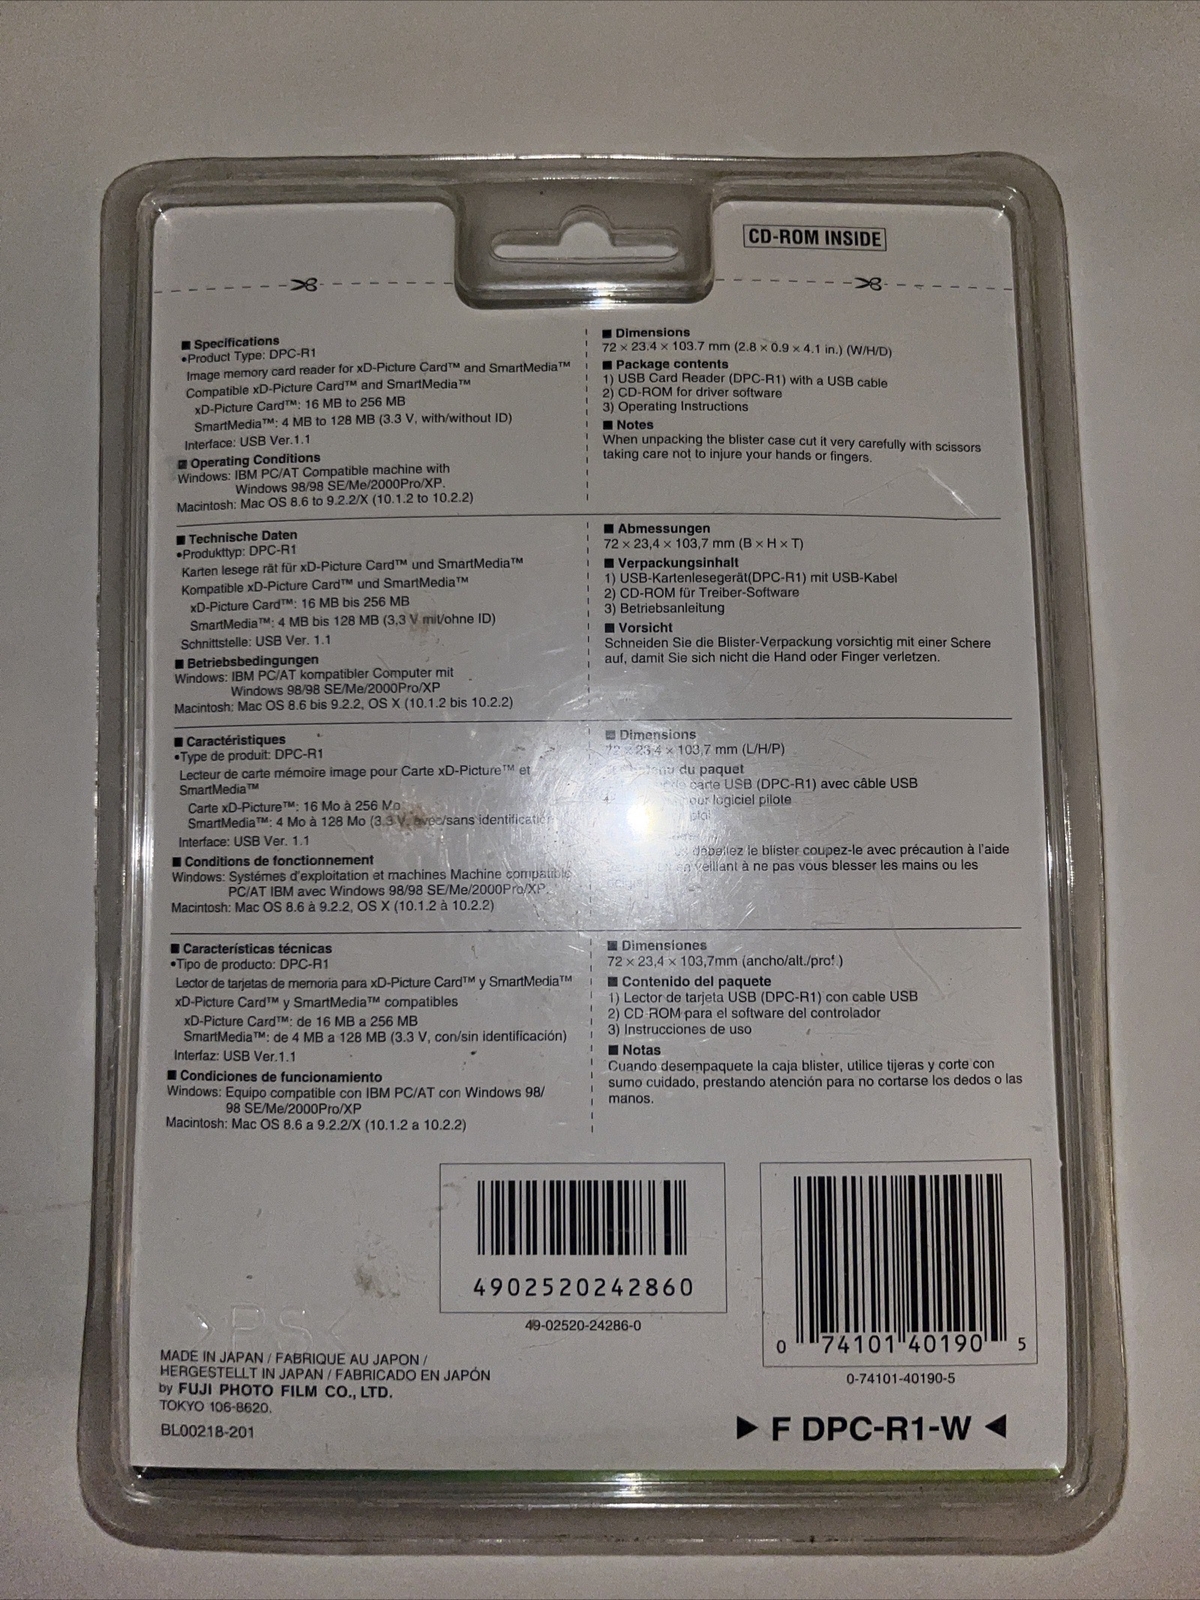 CD-ROM INSIDE
■ Specifications
•Product Type: DPC-R1
Image memory card reader for xD-Picture Card™ and SmartMedia™
Compatible xD-Picture Card™ and SmartMedia™
xD-Picture Card™: 16 MB to 256 MB
SmartMedia™: 4 MB to 128 MB (3.3 V, with/without ID)
Interface: USB Ver.1.1
■ Operating Conditions
Windows: IBM PC/AT Compatible machine with
Windows 98/98 SE/Me/2000Pro/XP.
Macintosh: Mac OS 8.6 to 9.2.2/X (10.1.2 to 10.2.2)
■ Dimensions
72 × 23.4 × 103.7 mm (2.8 × 0.9 × 4.1 in.) (W/H/D)
■ Package contents
1) USB Card Reader (DPC-R1) with a USB cable
2) CD-ROM for driver software
3) Operating Instructions
■ Notes
When unpacking the blister case cut it very carefully with scissors
taking care not to injure your hands or fingers.
■ Technische Daten
•Produkttyp: DPC-R1
Karten lesege rät für xD-Picture Card™ und SmartMedia™
Kompatible xD-Picture Card™ und SmartMedia™
xD-Picture Card™: 16 MB bis 256 MB
SmartMedia™: 4 MB bis 128 MB (3,3 V mit/ohne ID)
Schnittstelle: USB Ver. 1.1
■ Betriebsbedingungen
Windows: IBM PC/AT kompatibler Computer mit
Windows 98/98 SE/Me/2000Pro/XP
Macintosh: Mac OS 8.6 bis 9.2.2, OS X (10.1.2 bis 10.2.2)
■ Abmessungen
72 × 23,4 × 103,7 mm (B × H × T)
■ Verpackungsinhalt
1) USB-Kartenlesegerät(DPC-R1) mit USB-Kabel
2) CD-ROM für Treiber-Software
3) Betriebsanleitung
■ Vorsicht
Schneiden Sie die Blister-Verpackung vorsichtig mit einer Schere
auf, damit Sie sich nicht die Hand oder Finger verletzen.
■ Caractéristiques
•Type de produit: DPC-R1
Lecteur de carte mémoire image pour Carte xD-Picture™ et
SmartMedia™
Carte xD-Picture™: 16 Mo à 256 Mo
SmartMedia™: 4 Mo à 128 Mo (3.3 V, avec/sans identification
Interface: USB Ver. 1.1
■ Conditions de fonctionnement
Windows: Systémes d'exploitation et machines Machine compatible
PC/AT IBM avec Windows 98/98 SE/Me/2000Pro/XP.
Macintosh: Mac OS 8.6 à 9.2.2, OS X (10.1.2 à 10.2.2)
■ Dimensions
72 × 23,4 × 103,7 mm (L/H/P)
du paquet
carte USB (DPC-R1) avec câble USB
pour logiciel pilote
déballez le blister coupez-le avec précaution à l'aide
veillant à ne pas vous blesser les mains ou les
■ Características técnicas
•Tipo de producto: DPC-R1
Lector de tarjetas de memoria para xD-Picture Card™ y SmartMedia™
xD-Picture Card™ y SmartMedia™ compatibles
xD-Picture Card™: de 16 MB a 256 MB
SmartMedia™: de 4 MB a 128 MB (3.3 V, con/sin identificación)
Interfaz: USB Ver.1.1
■ Condiciones de funcionamiento
Windows: Equipo compatible con IBM PC/AT con Windows 98/
98 SE/Me/2000Pro/XP
Macintosh: Mac OS 8.6 a 9.2.2/X (10.1.2 a 10.2.2)
■ Dimensiones
72 × 23,4 × 103,7mm (ancho/alt./prof.)
■ Contenido del paquete
1) Lector de tarjeta USB (DPC-R1) con cable USB
2) CD ROM para el software del controlador
3) Instrucciones de uso
■ Notas
Cuando desempaquete la caja blister, utilice tijeras y corte con
sumo cuidado, prestando atención para no cortarse los dedos o las
manos.
4902520242860
49-02520-24286-0
0 74101 40190 5
0-74101-40190-5
>PS<
MADE IN JAPAN / FABRIQUE AU JAPON /
HERGESTELLT IN JAPAN / FABRICADO EN JAPÓN
by FUJI PHOTO FILM CO., LTD.
TOKYO 106-8620.
BL00218-201
▶ F DPC-R1-W ◀